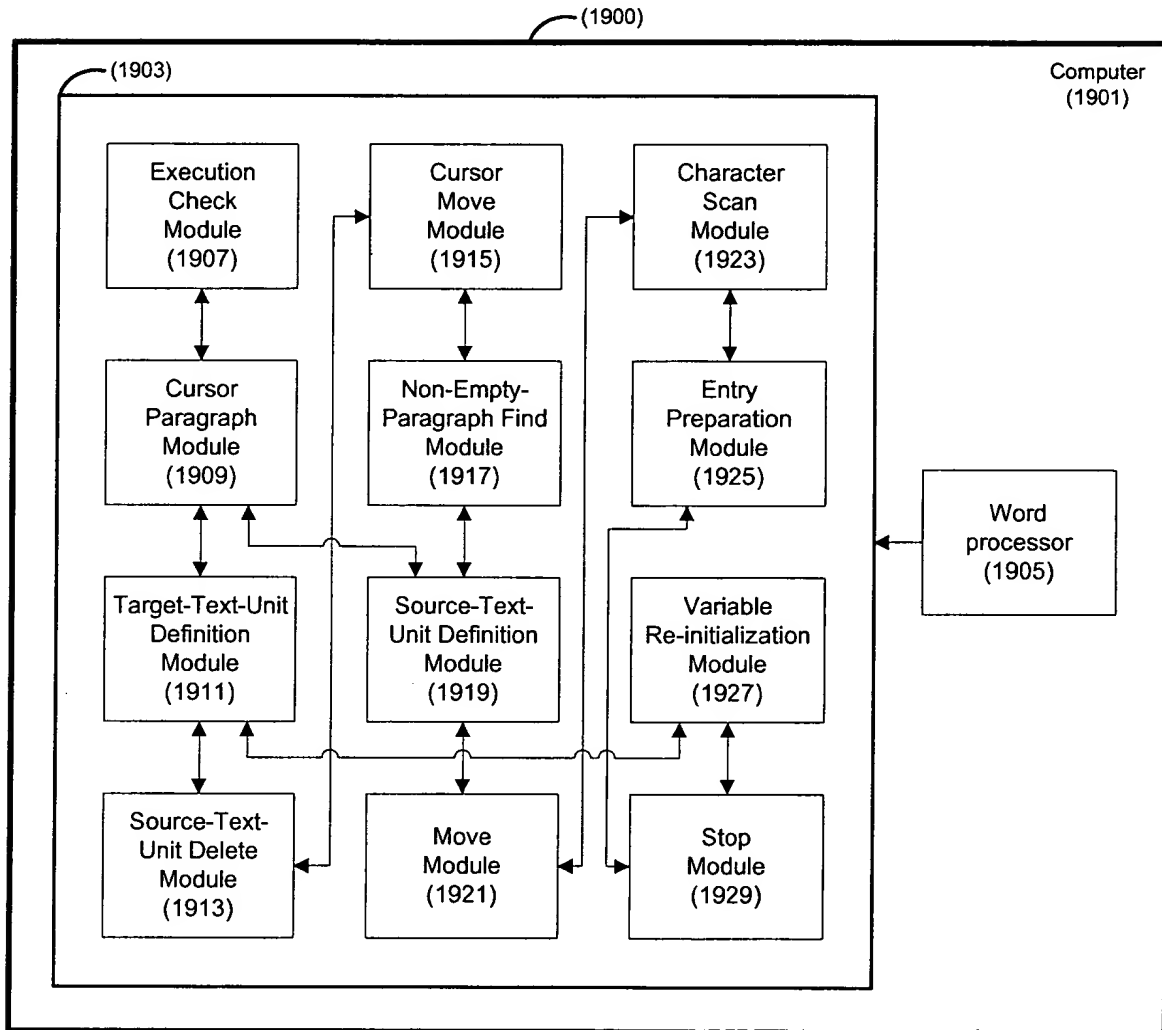 (1900)
(1903)
Computer
(1901)
Execution
Check
Module
(1907)
Cursor
Move
Module
(1915)
Character
Scan
Module
(1923)
Cursor
Paragraph
Module
(1909)
Non-Empty-
Paragraph Find
Module
(1917)
Entry
Preparation
Module
(1925)
Word
processor
(1905)
Target-Text-Unit
Definition
Module
(1911)
Source-Text-
Unit Definition
Module
(1919)
Variable
Re-initialization
Module
(1927)
Source-Text-
Unit Delete
Module
(1913)
Move
Module
(1921)
Stop
Module
(1929)